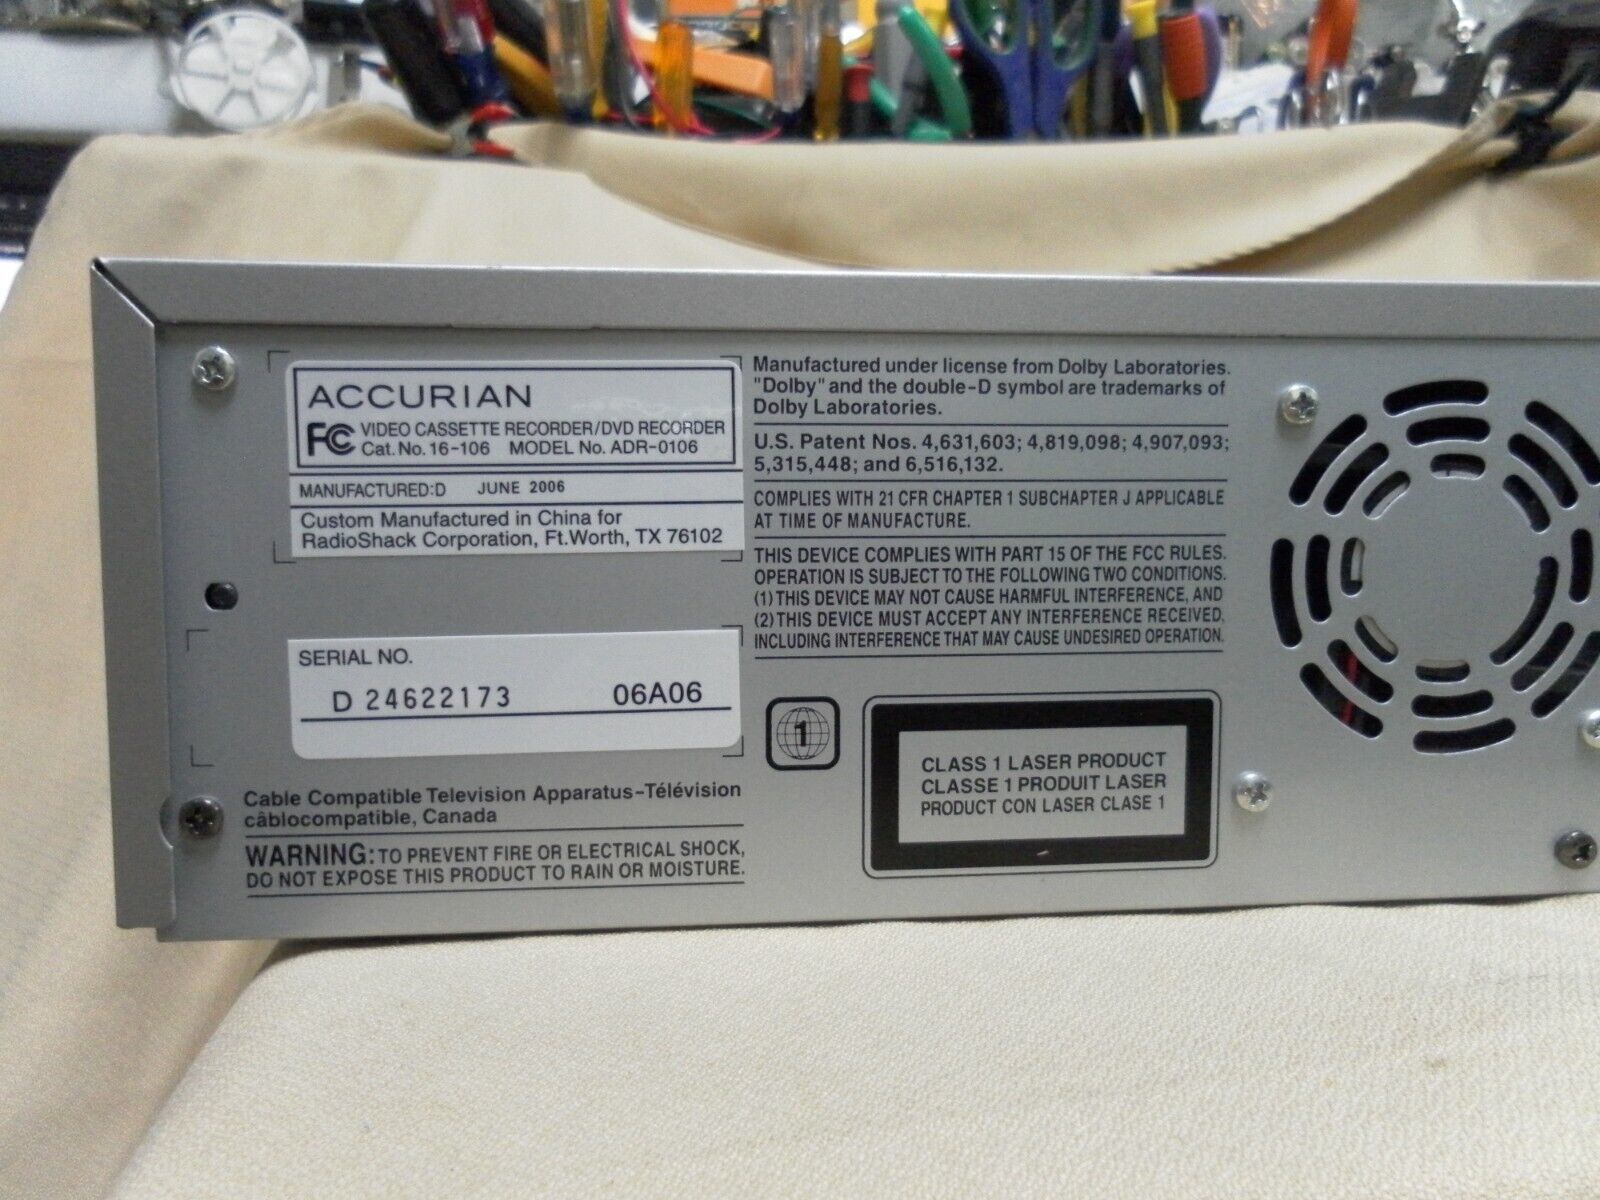 ACCURIAN
FC VIDEO CASSETTE RECORDER/DVD RECORDER
Cat. No. 16-106 MODEL No. ADR-0106
MANUFACTURED:D JUNE 2006
Custom Manufactured in China for
RadioShack Corporation, Ft.Worth, TX 76102
SERIAL NO.
D 24622173 06A06
Cable Compatible Television Apparatus-Télévision
câblocompatible, Canada
WARNING: TO PREVENT FIRE OR ELECTRICAL SHOCK,
DO NOT EXPOSE THIS PRODUCT TO RAIN OR MOISTURE.
Manufactured under license from Dolby Laboratories.
"Dolby" and the double-D symbol are trademarks of
Dolby Laboratories.
U.S. Patent Nos. 4,631,603; 4,819,098; 4,907,093;
5,315,448; and 6,516,132.
COMPLIES WITH 21 CFR CHAPTER 1 SUBCHAPTER J APPLICABLE
AT TIME OF MANUFACTURE.
THIS DEVICE COMPLIES WITH PART 15 OF THE FCC RULES.
OPERATION IS SUBJECT TO THE FOLLOWING TWO CONDITIONS.
(1) THIS DEVICE MAY NOT CAUSE HARMFUL INTERFERENCE, AND
(2) THIS DEVICE MUST ACCEPT ANY INTERFERENCE RECEIVED,
INCLUDING INTERFERENCE THAT MAY CAUSE UNDESIRED OPERATION.
1
CLASS 1 LASER PRODUCT
CLASSE 1 PRODUIT LASER
PRODUCT CON LASER CLASE 1